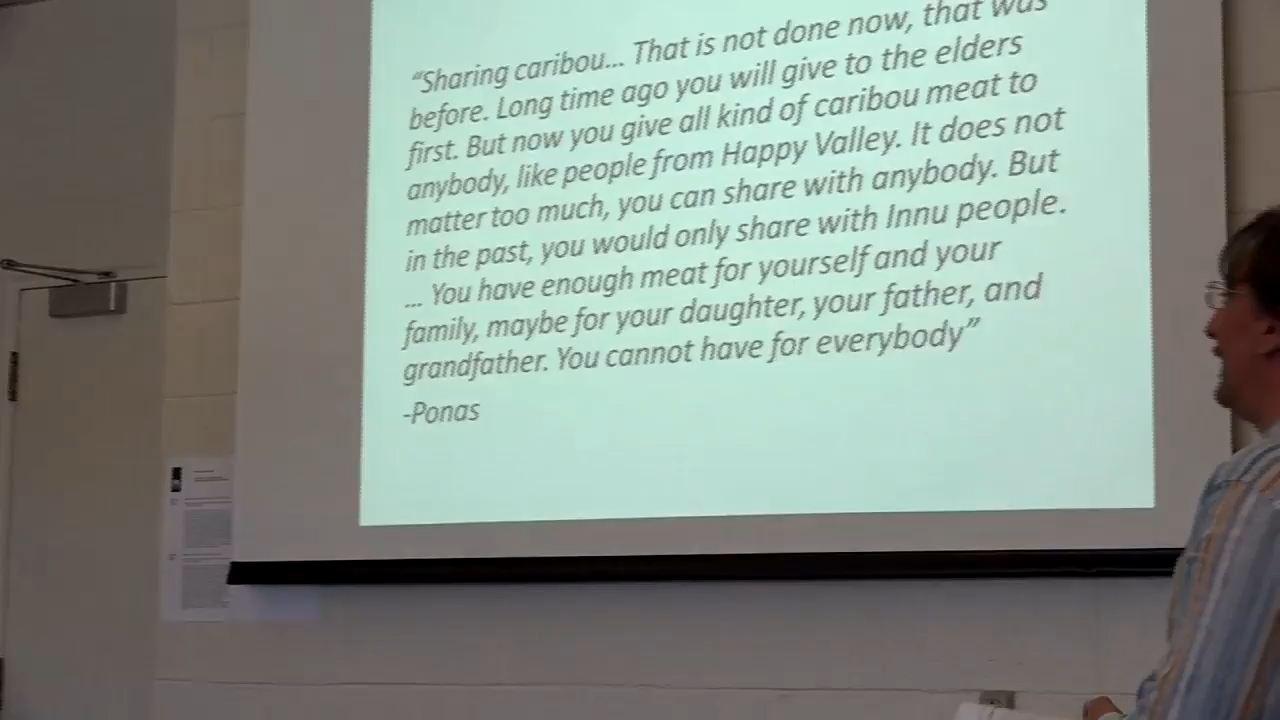 “Sharing caribou... That is not done now, that was
before. Long time ago you will give to the elders
first. But now you give all kind of caribou meat to
anybody, like people from Happy Valley. It does not
matter too much, you can share with anybody. But
in the past, you would only share with Innu people.
... You have enough meat for yourself and your
family, maybe for your daughter, your father, and
grandfather. You cannot have for everybody”
-Ponas